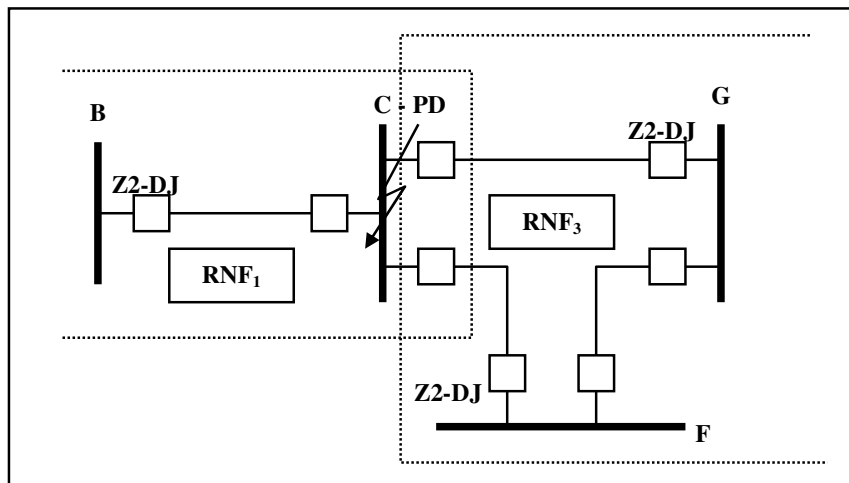 B
C - PD
G
Z2-DJ
Z2-DJ
RNF₁
RNF₃
Z2-DJ
F